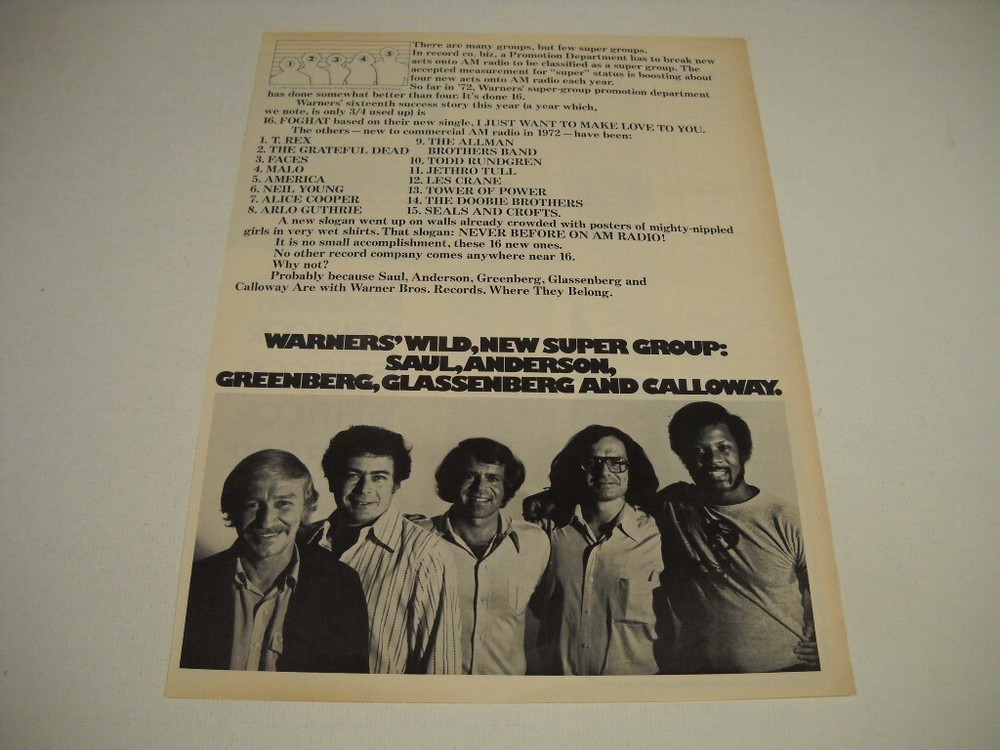 1 2 3 4 5
There are many groups, but few super groups.
In record co. biz, a Promotion Department has to break new
acts onto AM radio to be classified as a super group. The
accepted measurement for "super" status is boosting about
four new acts onto AM radio each year.
So far in '72, Warners' super-group promotion department
has done somewhat better than four. It's done 16.
Warners' sixteenth success story this year (a year which,
we note, is only 3/4 used up) is
16. FOGHAT based on their new single, I JUST WANT TO MAKE LOVE TO YOU.
The others — new to commercial AM radio in 1972 — have been:
1. T. REX
2. THE GRATEFUL DEAD
3. FACES
4. MALO
5. AMERICA
6. NEIL YOUNG
7. ALICE COOPER
8. ARLO GUTHRIE
9. THE ALLMAN
BROTHERS BAND
10. TODD RUNDGREN
11. JETHRO TULL
12. LES CRANE
13. TOWER OF POWER
14. THE DOOBIE BROTHERS
15. SEALS AND CROFTS.
A new slogan went up on walls already crowded with posters of mighty-nippled
girls in very wet shirts. That slogan: NEVER BEFORE ON AM RADIO!
It is no small accomplishment, these 16 new ones.
No other record company comes anywhere near 16.
Why not?
Probably because Saul, Anderson, Greenberg, Glassenberg and
Calloway Are with Warner Bros. Records. Where They Belong.
WARNERS' WILD, NEW SUPER GROUP:
SAUL, ANDERSON,
GREENBERG, GLASSENBERG AND CALLOWAY.